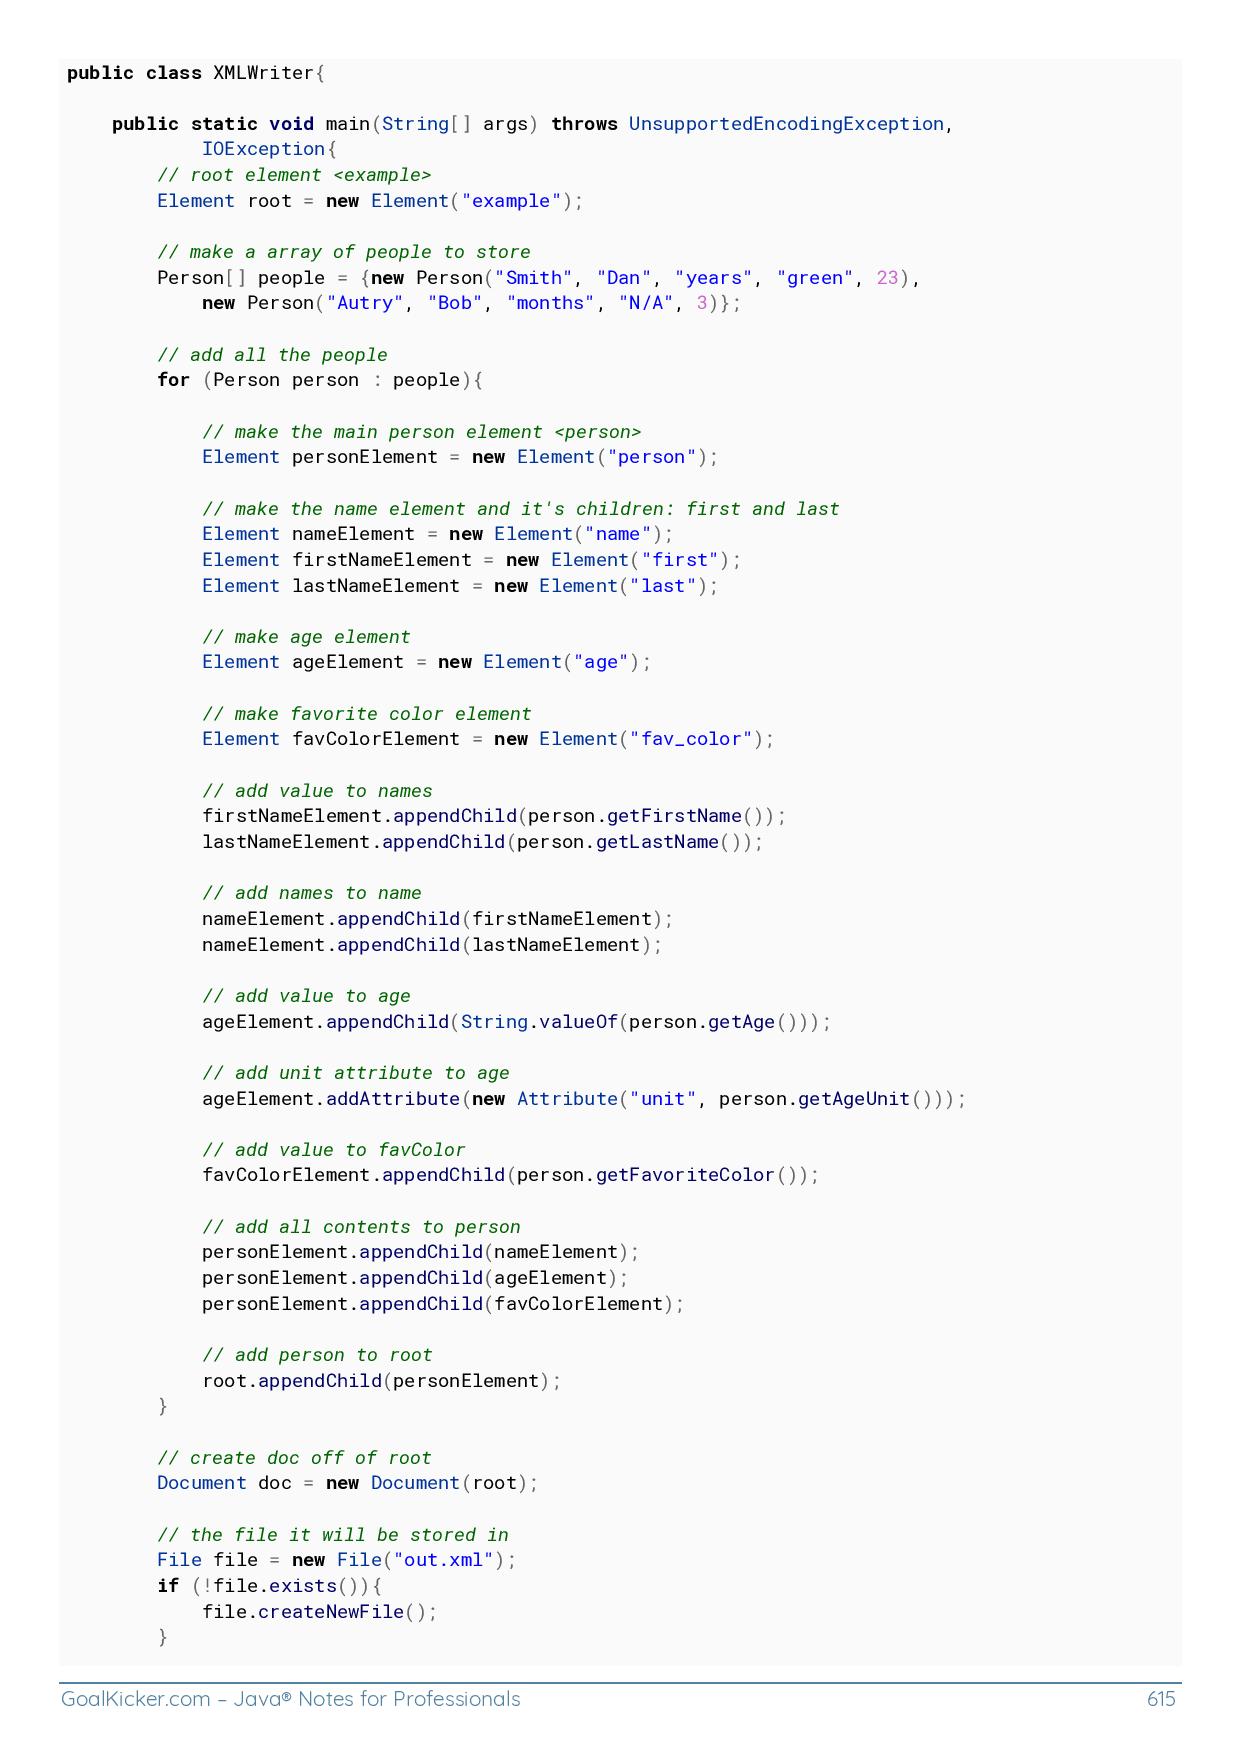 public class XMLWriter{
public static void main(String[] args) throws UnsupportedEncodingException,
IOException{
// root element <example>
Element root = new Element("example");
// make a array of people to store
Person[] people = {new Person("Smith", "Dan", "years", "green", 23),
new Person("Autry", "Bob", "months", "N/A", 3)};
// add all the people
for (Person person : people){
// make the main person element <person>
Element personElement = new Element("person");
// make the name element and it's children: first and last
Element nameElement = new Element("name");
Element firstNameElement = new Element("first");
Element lastNameElement = new Element("last");
// make age element
Element ageElement = new Element("age");
// make favorite color element
Element favColorElement = new Element("fav_color");
// add value to names
firstNameElement.appendChild(person.getFirstName());
lastNameElement.appendChild(person.getLastName());
// add names to name
nameElement.appendChild(firstNameElement);
nameElement.appendChild(lastNameElement);
// add value to age
ageElement.appendChild(String.valueOf(person.getAge()));
// add unit attribute to age
ageElement.addAttribute(new Attribute("unit", person.getAgeUnit()));
// add value to favColor
favColorElement.appendChild(person.getFavoriteColor());
// add all contents to person
personElement.appendChild(nameElement);
personElement.appendChild(ageElement);
personElement.appendChild(favColorElement);
// add person to root
root.appendChild(personElement);
}
// create doc off of root
Document doc = new Document(root);
// the file it will be stored in
File file = new File("out.xml");
if (!file.exists()){
file.createNewFile();
}
GoalKicker.com – Java® Notes for Professionals 615